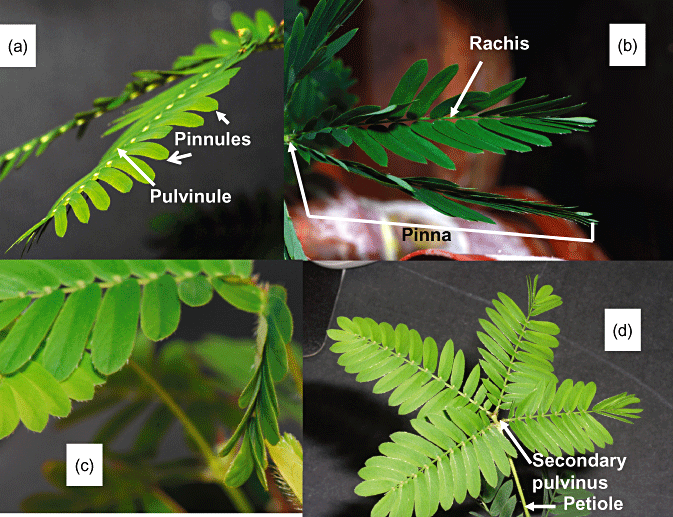 (a)
Pinnules
Pulvinule
(b)
Rachis
Pinna
(c)
(d)
Secondary
pulvinus
Petiole